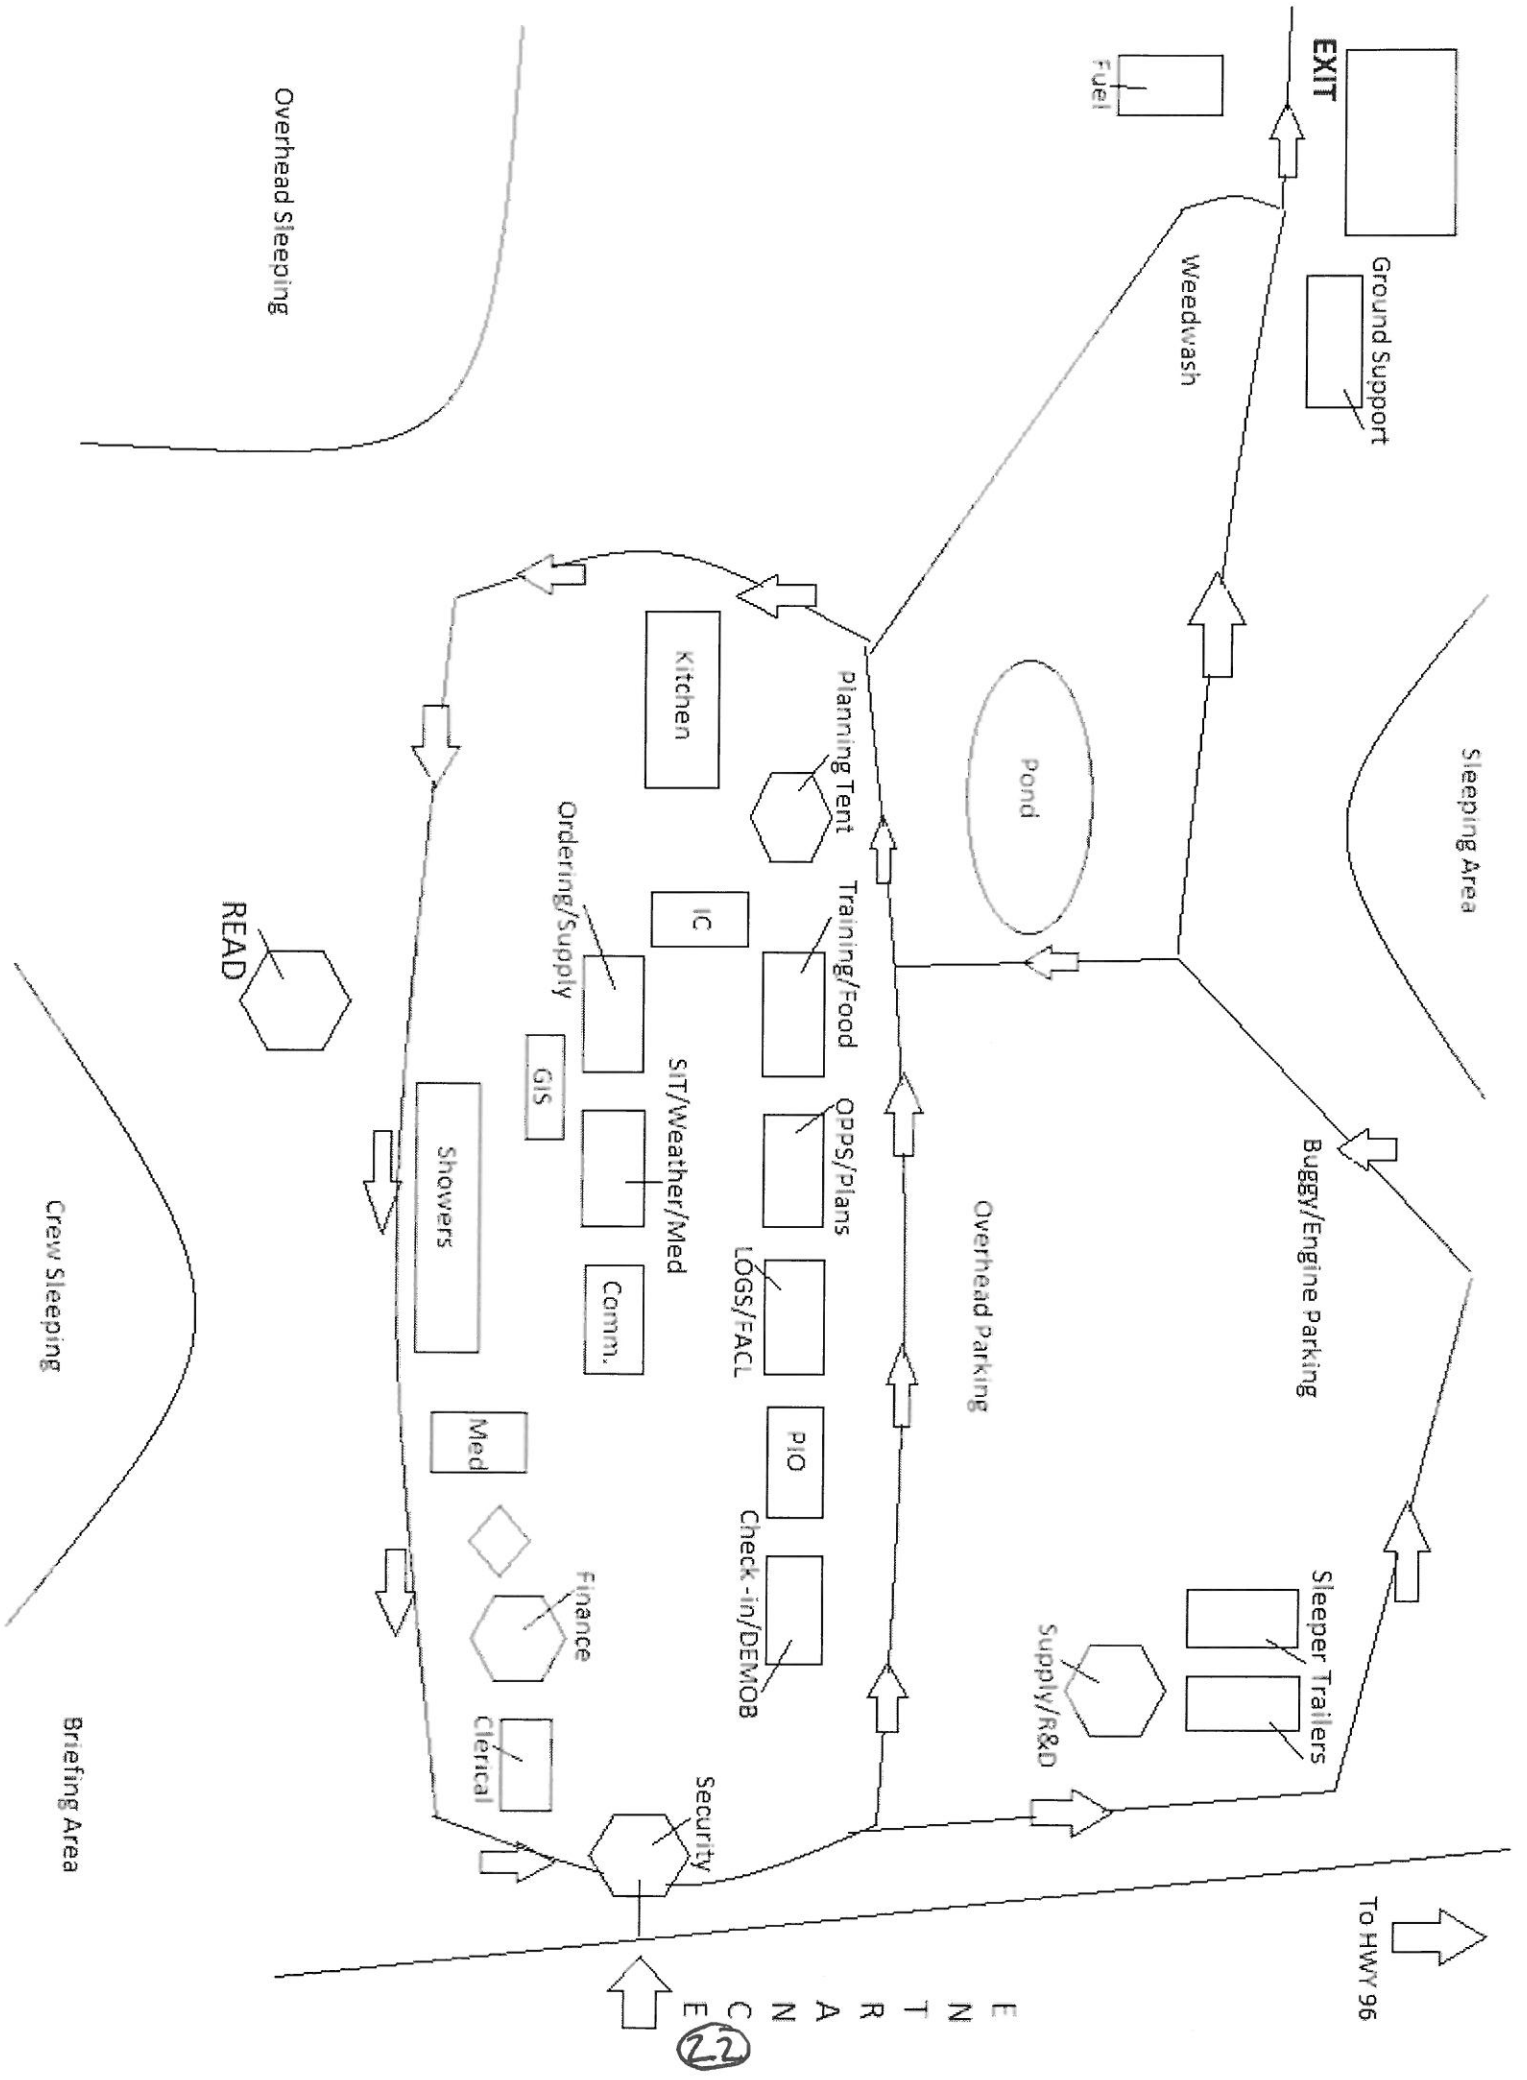 EXIT
Fuel
Ground Support
Weedwash
Overhead Sleeping
Sleeping Area
Pond
Planning Tent
Kitchen
Training/Food
IC
Ordering/Supply
READ
Buggy/Engine Parking
Overhead Parking
OPPS/Plans
SIT/Weather/Med
GIS
Showers
Crew Sleeping
LOGS/FACL
Comm.
PIO
Med
Check -in/DEMOB
Finance
Sleeper Trailers
Supply/R&D
Clerical
Security
Briefing Area
To HWY 96
ENTRANCE
22